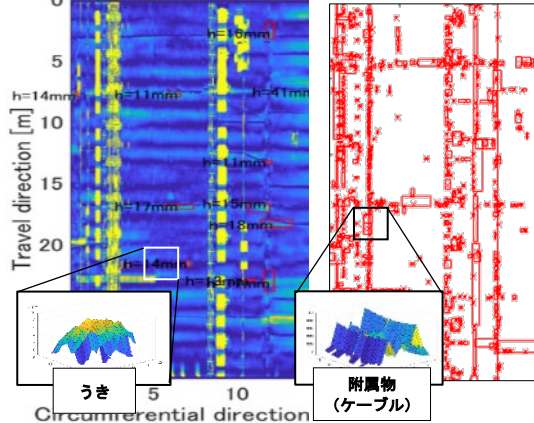 0
h=16mm
5
h=14mm
h=11mm
h=41mm
10
h=11mm
15
h=17mm
h=15mm
h=18mm
20
h=14mm
Travel direction [m]
うき
附属物
(ケーブル)
5
10
Circumferential direction